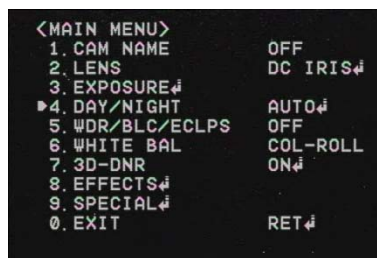 <MAIN MENU>
1. CAM NAME OFF
2. LENS DC IRIS↲
3. EXPOSURE↲
4. DAY/NIGHT AUTO↲
5. WDR/BLC/ECLPS OFF
6. WHITE BAL COL-ROLL
7. 3D-DNR ON↲
8. EFFECTS↲
9. SPECIAL↲
0. EXIT RET↲